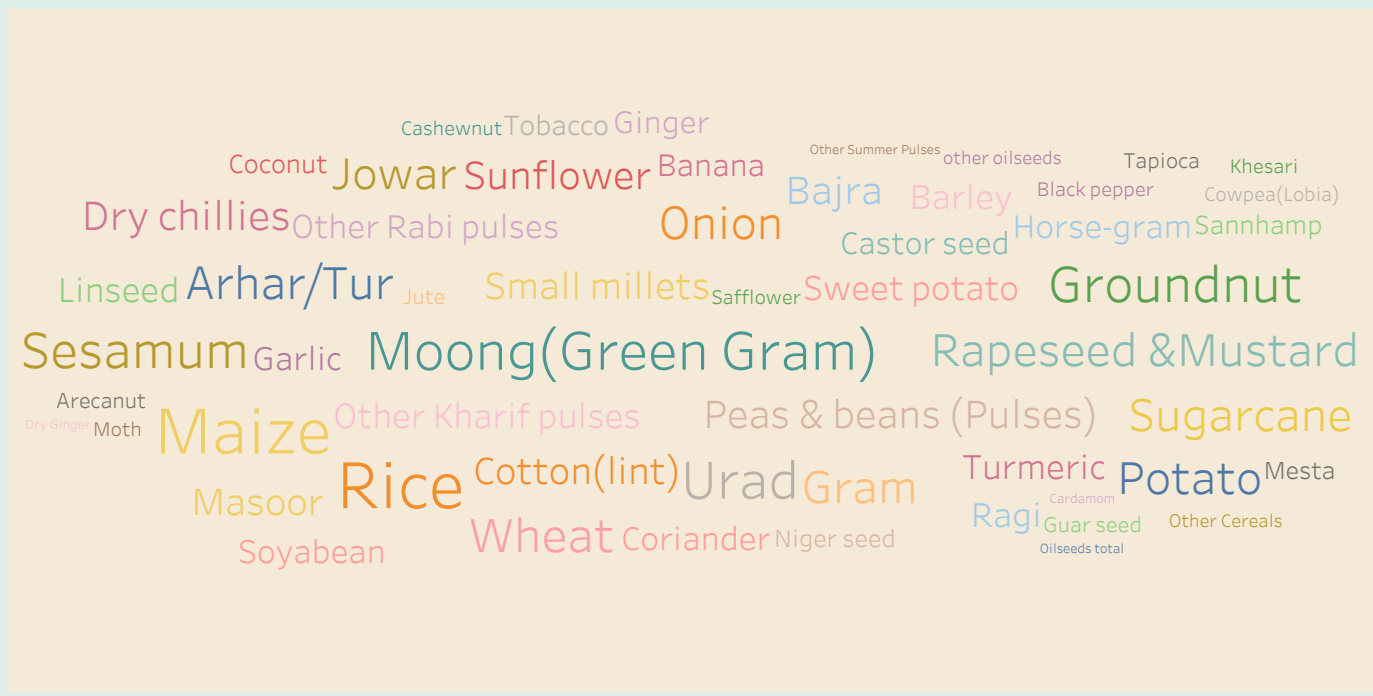 Cashewnut Tobacco Ginger
Other Summer Pulses other oilseeds Tapioca Khesari
Coconut Jowar Sunflower Banana
Bajra Barley Black pepper Cowpea(Lobia)
Dry chillies Other Rabi pulses Onion
Castor seed Horse-gram Sannhamp
Linseed Arhar/Tur Jute Small millets Safflower Sweet potato Groundnut
Sesamum Garlic Moong(Green Gram) Rapeseed &Mustard
Arecanut
Dry Ginger Moth Maize Other Kharif pulses Peas & beans (Pulses) Sugarcane
Rice Cotton(lint) Urad Gram Turmeric Potato Mesta
Masoor Cardamom
Ragi Guar seed Other Cereals
Soyabean Wheat Coriander Niger seed Oilseeds total